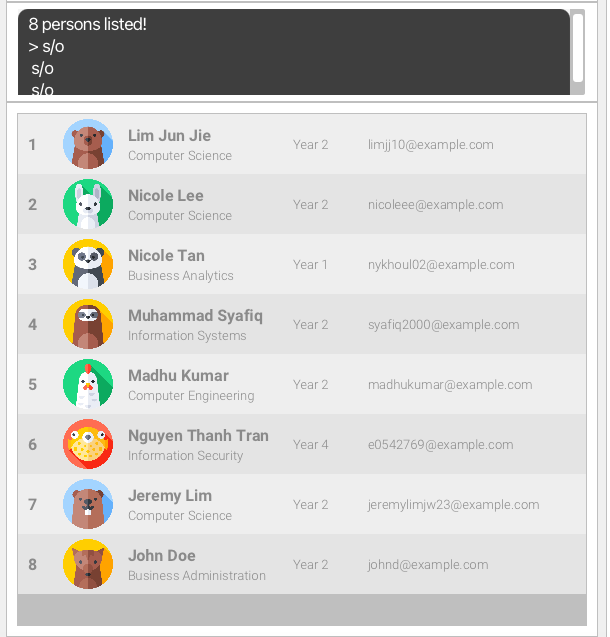 8 persons listed!
> s/o
s/o
s/o
1 Lim Jun Jie Year 2 limjj10@example.com
Computer Science
2 Nicole Lee Year 2 nicoleee@example.com
Computer Science
3 Nicole Tan Year 1 nykhoul02@example.com
Business Analytics
4 Muhammad Syafiq Year 2 syafiq2000@example.com
Information Systems
5 Madhu Kumar Year 2 madhukumar@example.com
Computer Engineering
6 Nguyen Thanh Tran Year 4 e0542769@example.com
Information Security
7 Jeremy Lim Year 2 jeremylimjw23@example.com
Computer Science
8 John Doe Year 2 johnd@example.com
Business Administration